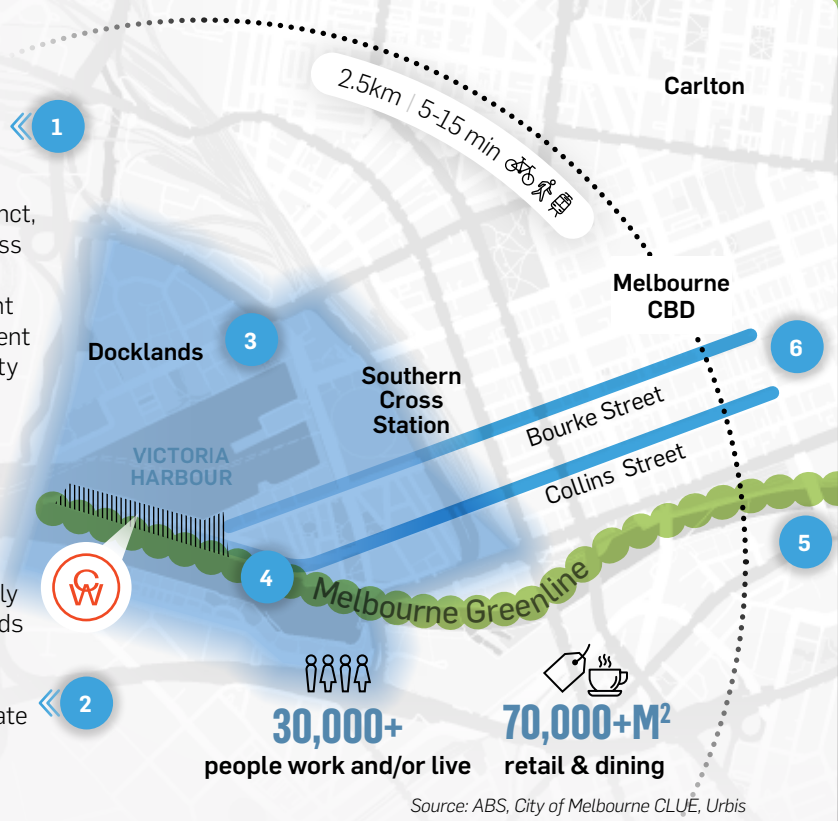 2.5km | 5-15 min
Carlton
1
nct,
ss
nt
ent
ty
Melbourne
CBD
Docklands
3
6
Southern
Cross
Station
Bourke Street
VICTORIA
HARBOUR
Collins Street
5
CW
4
Melbourne Greenline
ly
ds
2
ate
30,000+
people work and/or live
70,000+M²
retail & dining
Source: ABS, City of Melbourne CLUE, Urbis